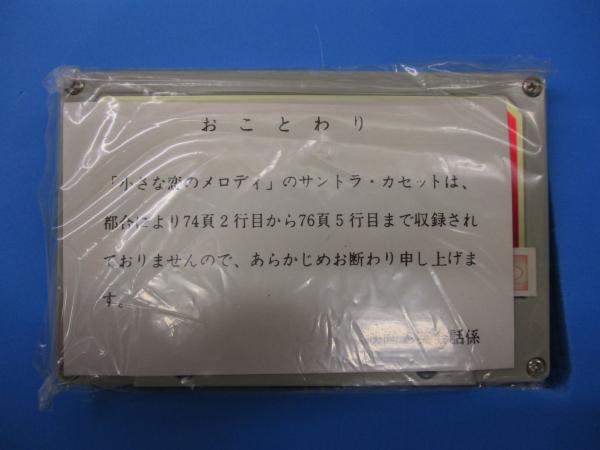 おことわり
「小さな恋のメロディ」のサントラ・カセットは、
都合により74頁2行目から76頁5行目まで収録され
ておりませんので、あらかじめお断わり申し上げま
す。
話係